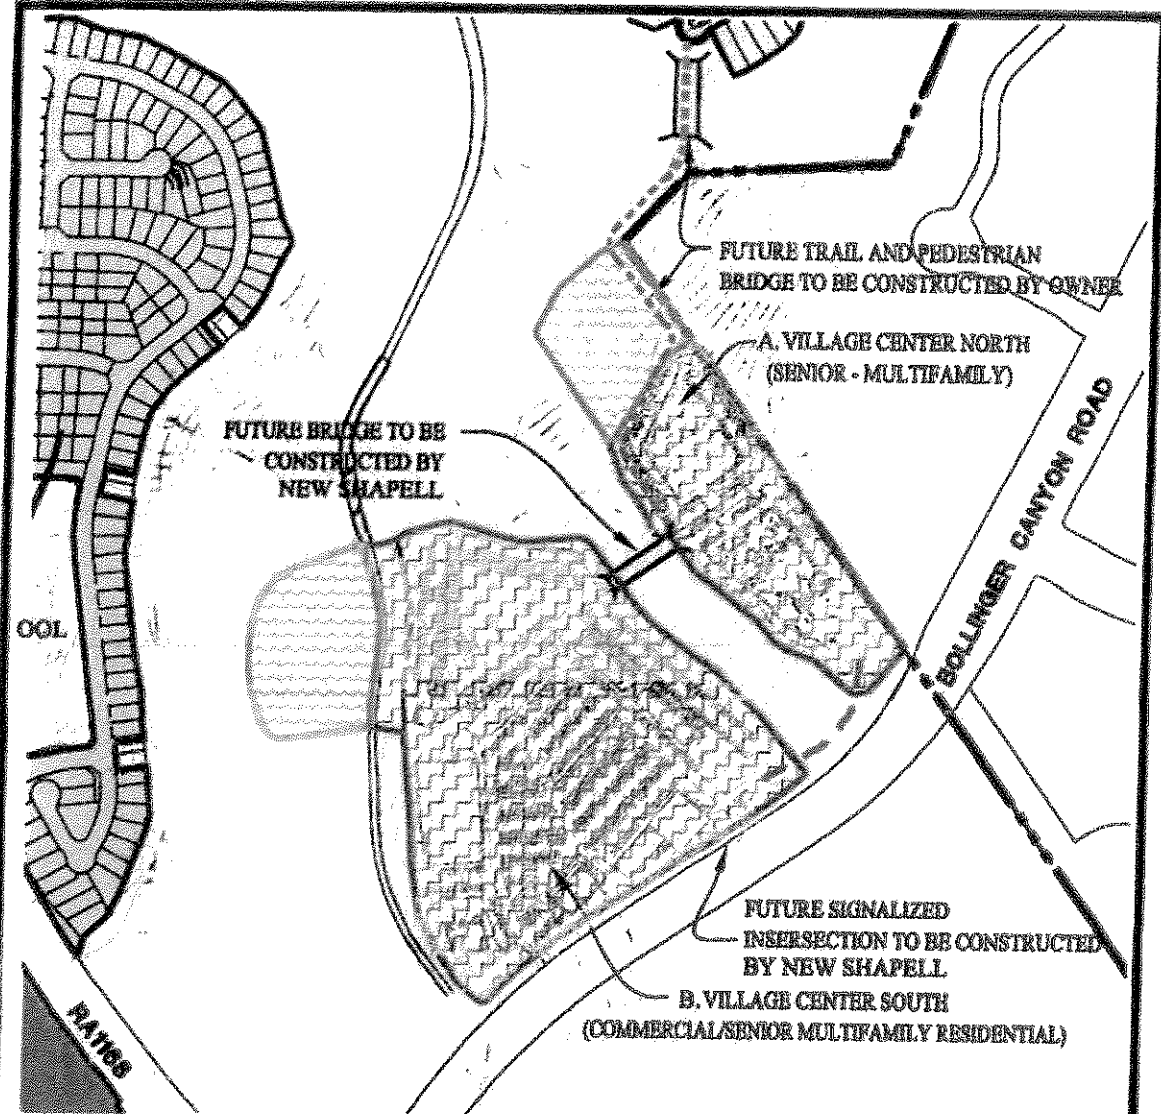 FUTURE TRAIL AND PEDESTRIAN
BRIDGE TO BE CONSTRUCTED BY OWNER
A. VILLAGE CENTER NORTH
(SENIOR - MULTIFAMILY)
FUTURE BRIDGE TO BE
CONSTRUCTED BY
NEW SHAPELL
BOLLINGER CANYON ROAD
OOL
FUTURE SIGNALIZED
INSERSECTION TO BE CONSTRUCTED
BY NEW SHAPELL
B. VILLAGE CENTER SOUTH
(COMMERCIAL/SENIOR MULTIFAMILY RESIDENTIAL)
RA1168